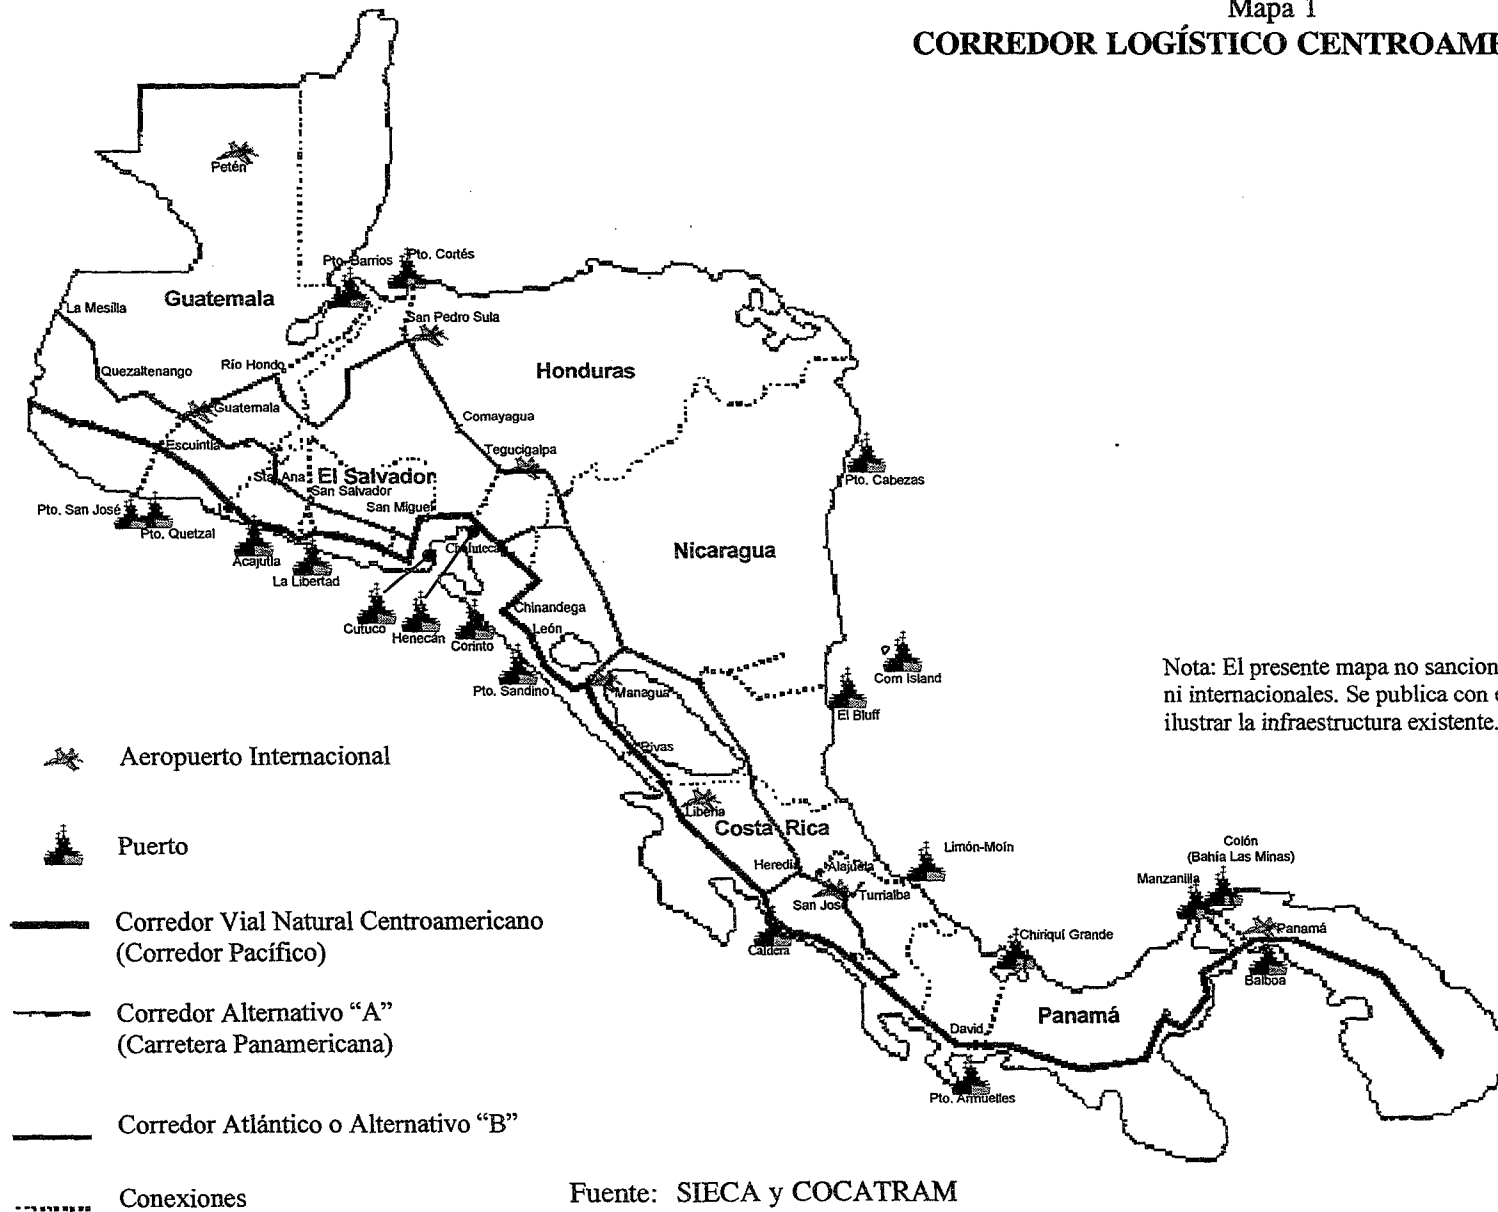 Mapa 1
CORREDOR LOGÍSTICO CENTROAME
Petén
Pto. Barrios
Pto. Cortés
Guatemala
La Mesilla
San Pedro Sula
Quezaltenango
Río Hondo
Honduras
Guatemala
Comayagua
Escuintla
Tegucigalpa
Sta. Ana
El Salvador
San Salvador
San Miguel
Pto. Cabezas
Pto. San José
Pto. Quetzal
Acajutla
La Libertad
Choluteca
Nicaragua
Cutuco
Henecán
Corinto
Chinandega
León
Pto. Sandino
Managua
Corn Island
El Bluff
Rivas
Nota: El presente mapa no sancion
ni internacionales. Se publica con
ilustrar la infraestructura existente.
Aeropuerto Internacional
Liberia
Costa Rica
Puerto
Heredia
Alajuela
San José
Turrialba
Limón-Moín
Colón
(Bahía Las Minas)
Manzanilla
Corredor Vial Natural Centroamericano
(Corredor Pacífico)
Caldera
Chiriquí Grande
Panamá
Balboa
Corredor Alternativo “A”
(Carretera Panamericana)
David
Panamá
Pto. Armuelles
Corredor Atlántico o Alternativo “B”
Conexiones
Fuente: SIECA y COCATRAM